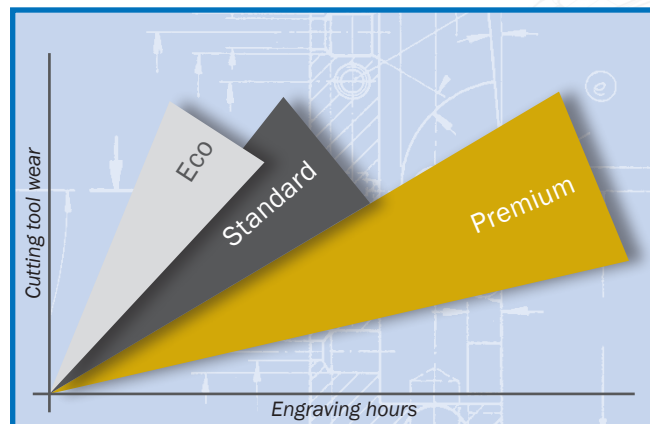 Cutting tool wear
Eco
Standard
Premium
e
Engraving hours